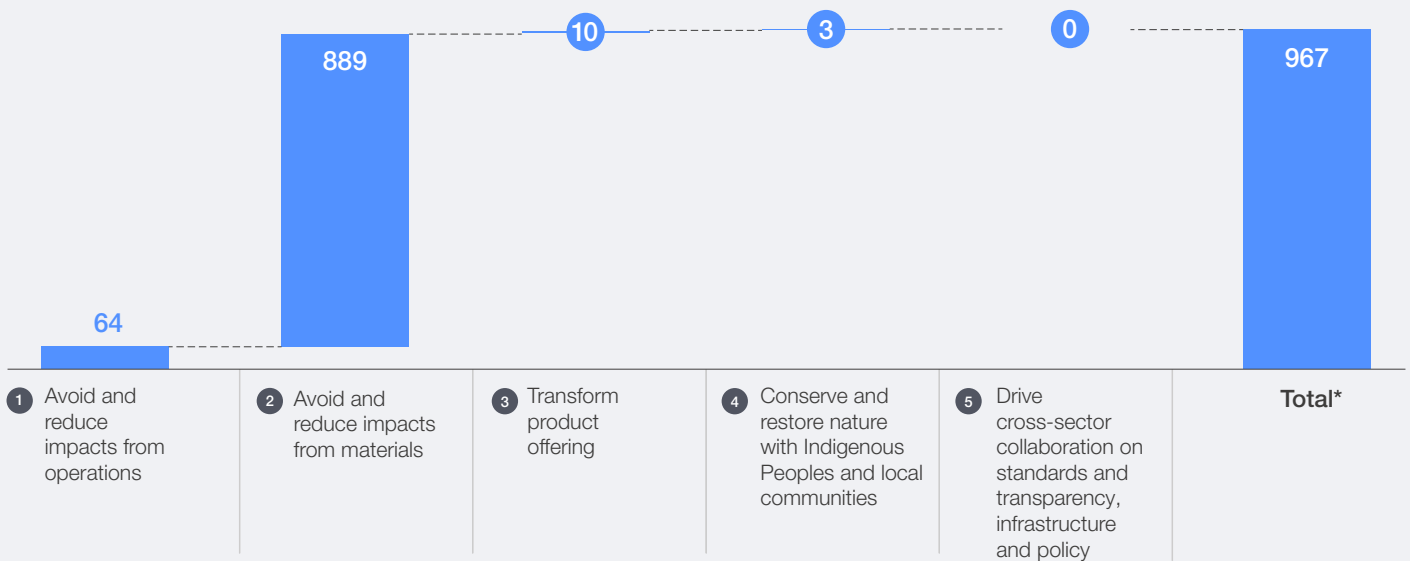 10
3
0
889
967
64
1 Avoid and
reduce
impacts from
operations
2 Avoid and
reduce impacts
from materials
3 Transform
product
offering
4 Conserve and
restore nature
with Indigenous
Peoples and local
communities
5 Drive
cross-sector
collaboration on
standards and
transparency,
infrastructure
and policy
Total*